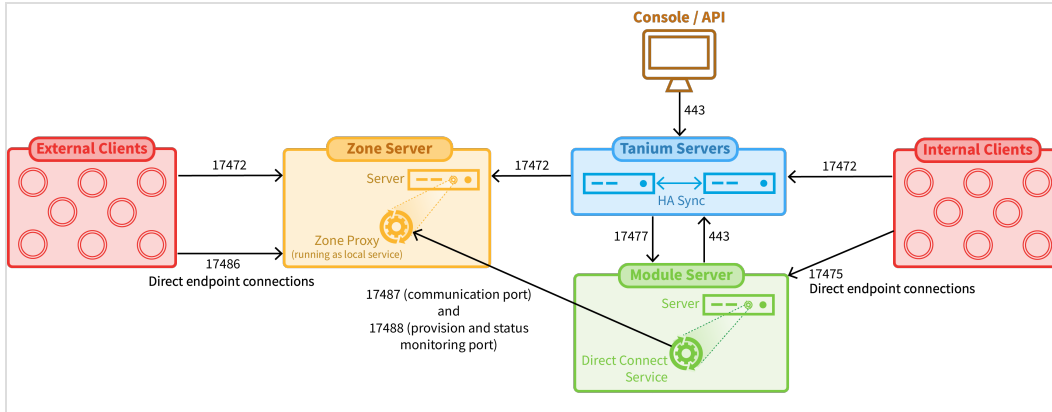 Console / API
443
External Clients
Zone Server
Tanium Servers
Internal Clients
17472
17472
17472
Server
HA Sync
Zone Proxy
(running as local service)
17477
443
17486
Direct endpoint connections
Module Server
17475
Direct endpoint connections
17487 (communication port)
and
17488 (provision and status
monitoring port)
Server
Direct Connect
Service